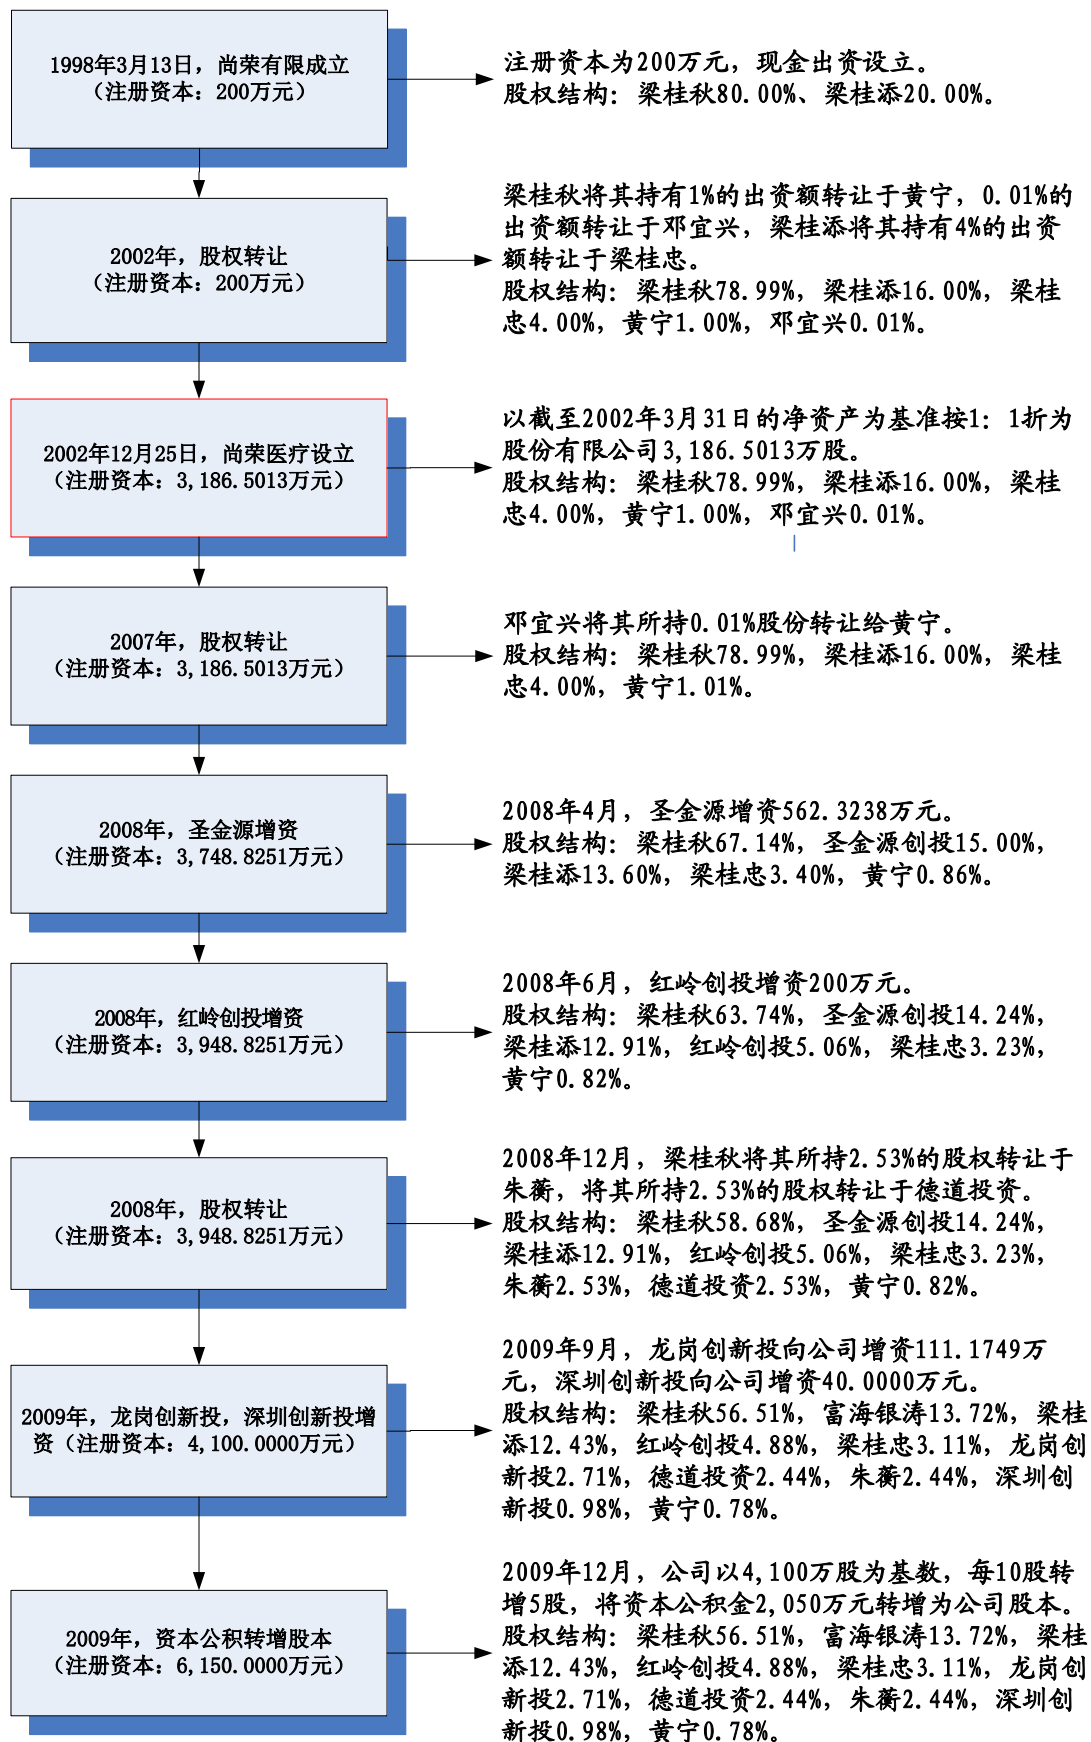 1998年3月13日，尚荣有限成立
（注册资本：200万元）
注册资本为200万元，现金出资设立。
股权结构：梁桂秋80.00%、梁桂添20.00%。
2002年，股权转让
（注册资本：200万元）
梁桂秋将其持有1%的出资额转让于黄宁，0.01%的
出资额转让于邓宜兴，梁桂添将其持有4%的出资
额转让于梁桂忠。
股权结构：梁桂秋78.99%，梁桂添16.00%，梁桂
忠4.00%，黄宁1.00%，邓宜兴0.01%。
2002年12月25日，尚荣医疗设立
（注册资本：3,186.5013万元）
以截至2002年3月31日的净资产为基准按1：1折为
股份有限公司3,186.5013万股。
股权结构：梁桂秋78.99%，梁桂添16.00%，梁桂
忠4.00%，黄宁1.00%，邓宜兴0.01%。
2007年，股权转让
（注册资本：3,186.5013万元）
邓宜兴将其所持0.01%股份转让给黄宁。
股权结构：梁桂秋78.99%，梁桂添16.00%，梁桂
忠4.00%，黄宁1.01%。
2008年，圣金源增资
（注册资本：3,748.8251万元）
2008年4月，圣金源增资562.3238万元。
股权结构：梁桂秋67.14%，圣金源创投15.00%，
梁桂添13.60%，梁桂忠3.40%，黄宁0.86%。
2008年，红岭创投增资
（注册资本：3,948.8251万元）
2008年6月，红岭创投增资200万元。
股权结构：梁桂秋63.74%，圣金源创投14.24%，
梁桂添12.91%，红岭创投5.06%，梁桂忠3.23%，
黄宁0.82%。
2008年，股权转让
（注册资本：3,948.8251万元）
2008年12月，梁桂秋将其所持2.53%的股权转让于
朱蘅，将其所持2.53%的股权转让于德道投资。
股权结构：梁桂秋58.68%，圣金源创投14.24%，
梁桂添12.91%，红岭创投5.06%，梁桂忠3.23%，
朱蘅2.53%，德道投资2.53%，黄宁0.82%。
2009年，龙岗创新投，深圳创新投增
资（注册资本：4,100.0000万元）
2009年9月，龙岗创新投向公司增资111.1749万
元，深圳创新投向公司增资40.0000万元。
股权结构：梁桂秋56.51%，富海银涛13.72%，梁桂
添12.43%，红岭创投4.88%，梁桂忠3.11%，龙岗创
新投2.71%，德道投资2.44%，朱蘅2.44%，深圳创
新投0.98%，黄宁0.78%。
2009年，资本公积转增股本
（注册资本：6,150.0000万元）
2009年12月，公司以4,100万股为基数，每10股转
增5股，将资本公积金2,050万元转增为公司股本。
股权结构：梁桂秋56.51%，富海银涛13.72%，梁桂
添12.43%，红岭创投4.88%，梁桂忠3.11%，龙岗创
新投2.71%，德道投资2.44%，朱蘅2.44%，深圳创
新投0.98%，黄宁0.78%。